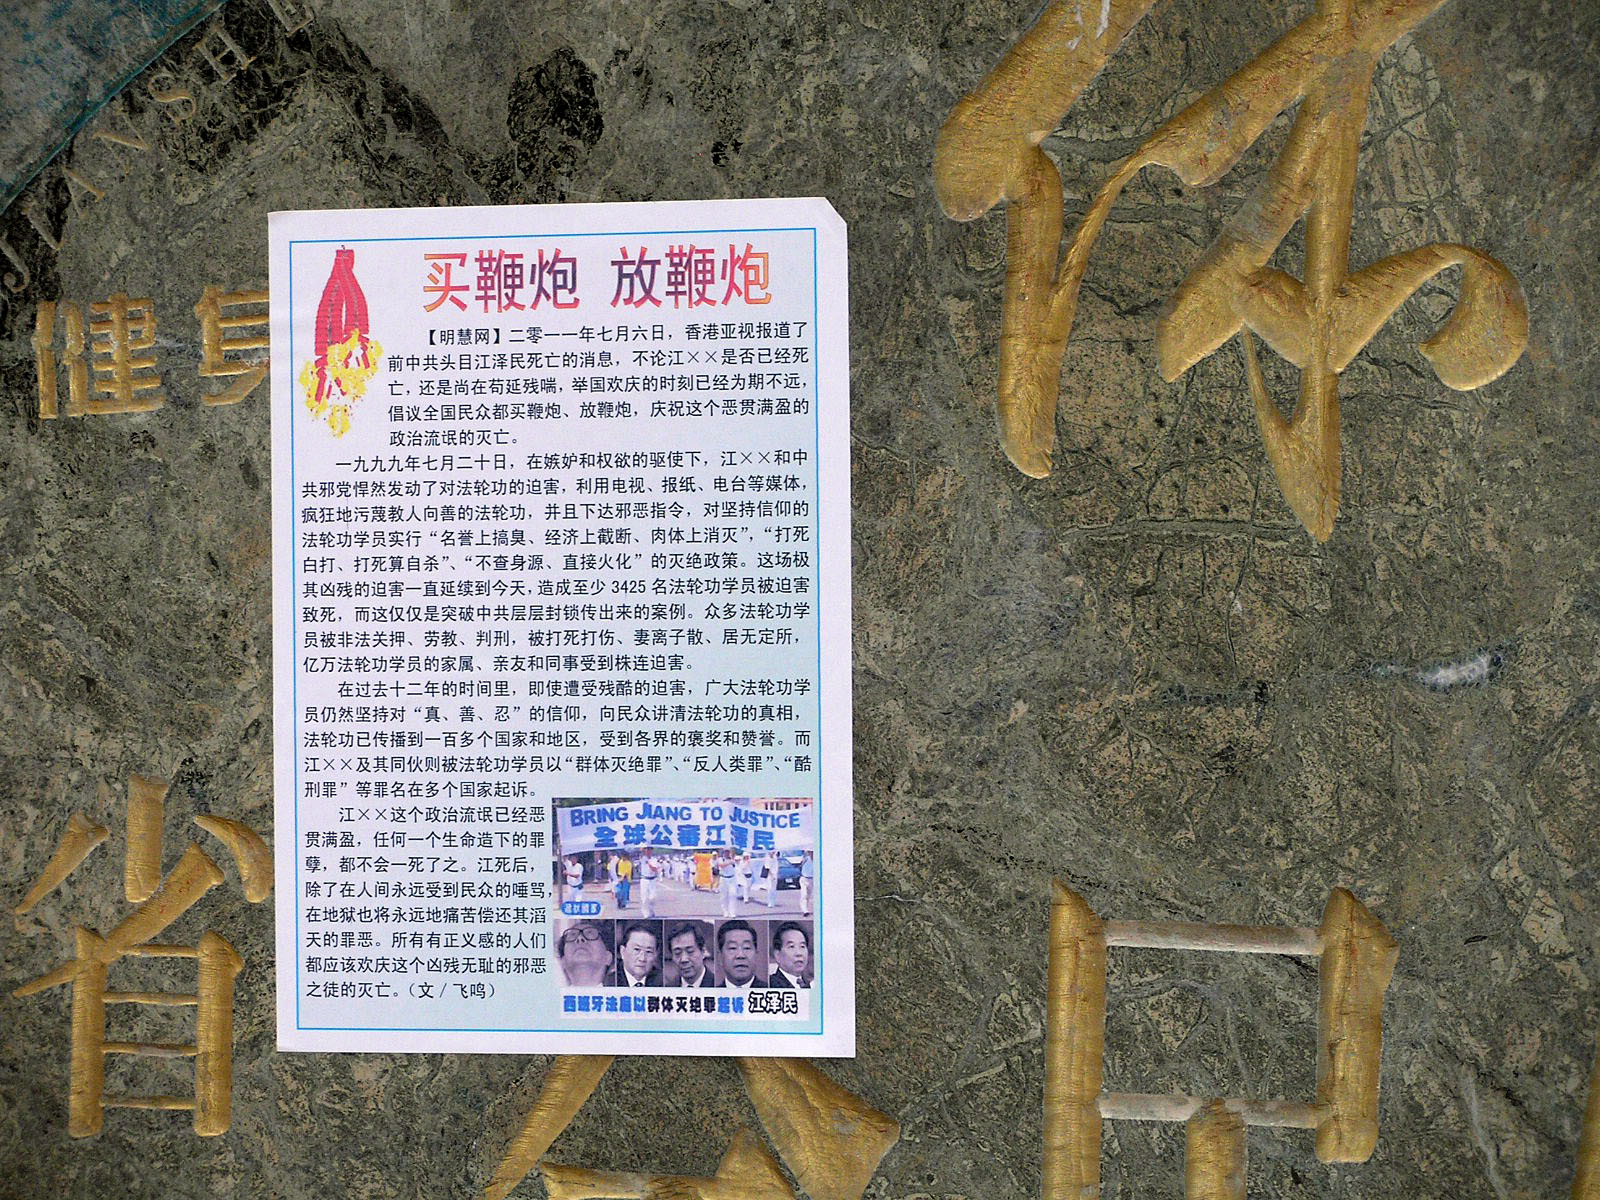 JIANSHE
健身
体
省
买鞭炮 放鞭炮
【明慧网】二零一一年七月六日，香港亚视报道了
前中共头目江泽民死亡的消息，不论江××是否已经死
亡，还是尚在苟延残喘，举国欢庆的时刻已经为期不远，
倡议全国民众都买鞭炮、放鞭炮，庆祝这个恶贯满盈的
政治流氓的灭亡。
一九九九年七月二十日，在嫉妒和权欲的驱使下，江××和中
共邪党悍然发动了对法轮功的迫害，利用电视、报纸、电台等媒体，
疯狂地污蔑教人向善的法轮功，并且下达邪恶指令，对坚持信仰的
法轮功学员实行“名誉上搞臭、经济上截断、肉体上消灭”，“打死
白打、打死算自杀”、“不查身源、直接火化”的灭绝政策。这场极
其凶残的迫害一直延续到今天，造成至少 3425 名法轮功学员被迫害
致死，而这仅仅是突破中共层层封锁传出来的案例。众多法轮功学
员被非法关押、劳教、判刑，被打死打伤、妻离子散、居无定所，
亿万法轮功学员的家属、亲友和同事受到株连迫害。
在过去十二年的时间里，即使遭受残酷的迫害，广大法轮功学
员仍然坚持对“真、善、忍”的信仰，向民众讲清法轮功的真相，
法轮功已传播到一百多个国家和地区，受到各界的褒奖和赞誉。而
江××及其同伙则被法轮功学员以“群体灭绝罪”、“反人类罪”、“酷
刑罪”等罪名在多个国家起诉。
江××这个政治流氓已经恶
贯满盈，任何一个生命造下的罪
孽，都不会一死了之。江死后，
除了在人间永远受到民众的唾骂，
在地狱也将永远地痛苦偿还其滔
天的罪恶。所有有正义感的人们
都应该欢庆这个凶残无耻的邪恶
之徒的灭亡。（文 / 飞鸣）
BRING JIANG TO JUSTICE
全球公審江澤民
西班牙法庭以群体灭绝罪起诉 江泽民